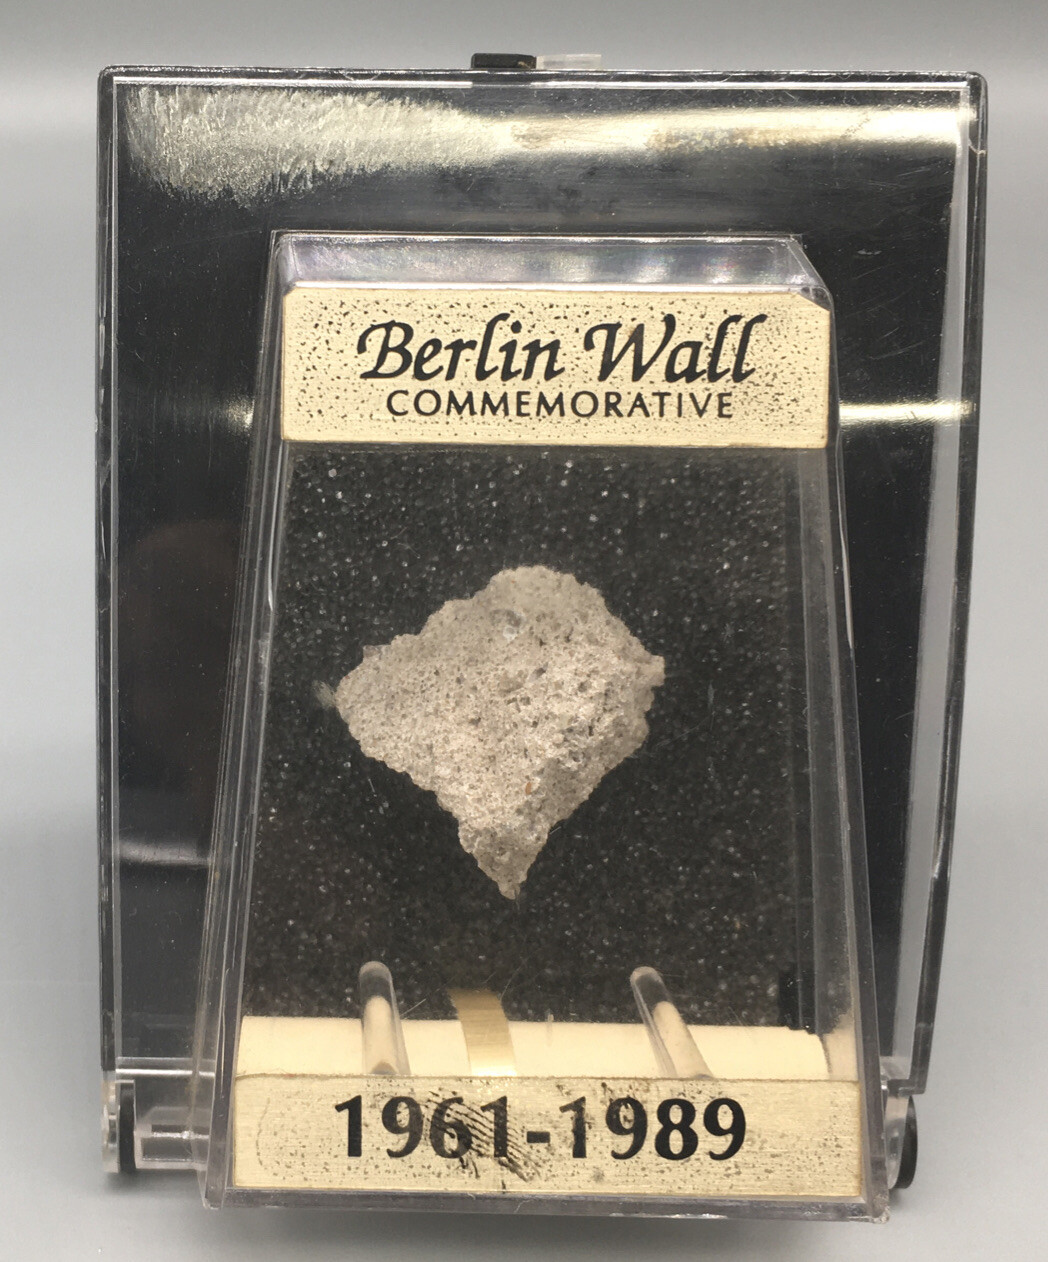 Berlin Wall
COMMEMORATIVE
1961-1989